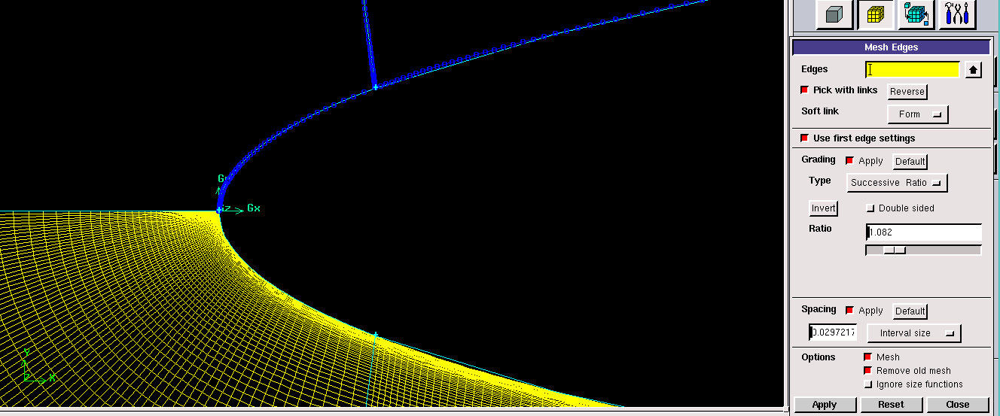 Mesh Edges
Edges
Pick with links Reverse
Soft link Form
Use first edge settings
Grading Apply Default
Type Successive Ratio
Invert Double sided
Ratio 1.082
Spacing Apply Default
0.0297217 Interval size
Options Mesh
Remove old mesh
Ignore size functions
Apply Reset Close
G
z Gx
Y
Z X